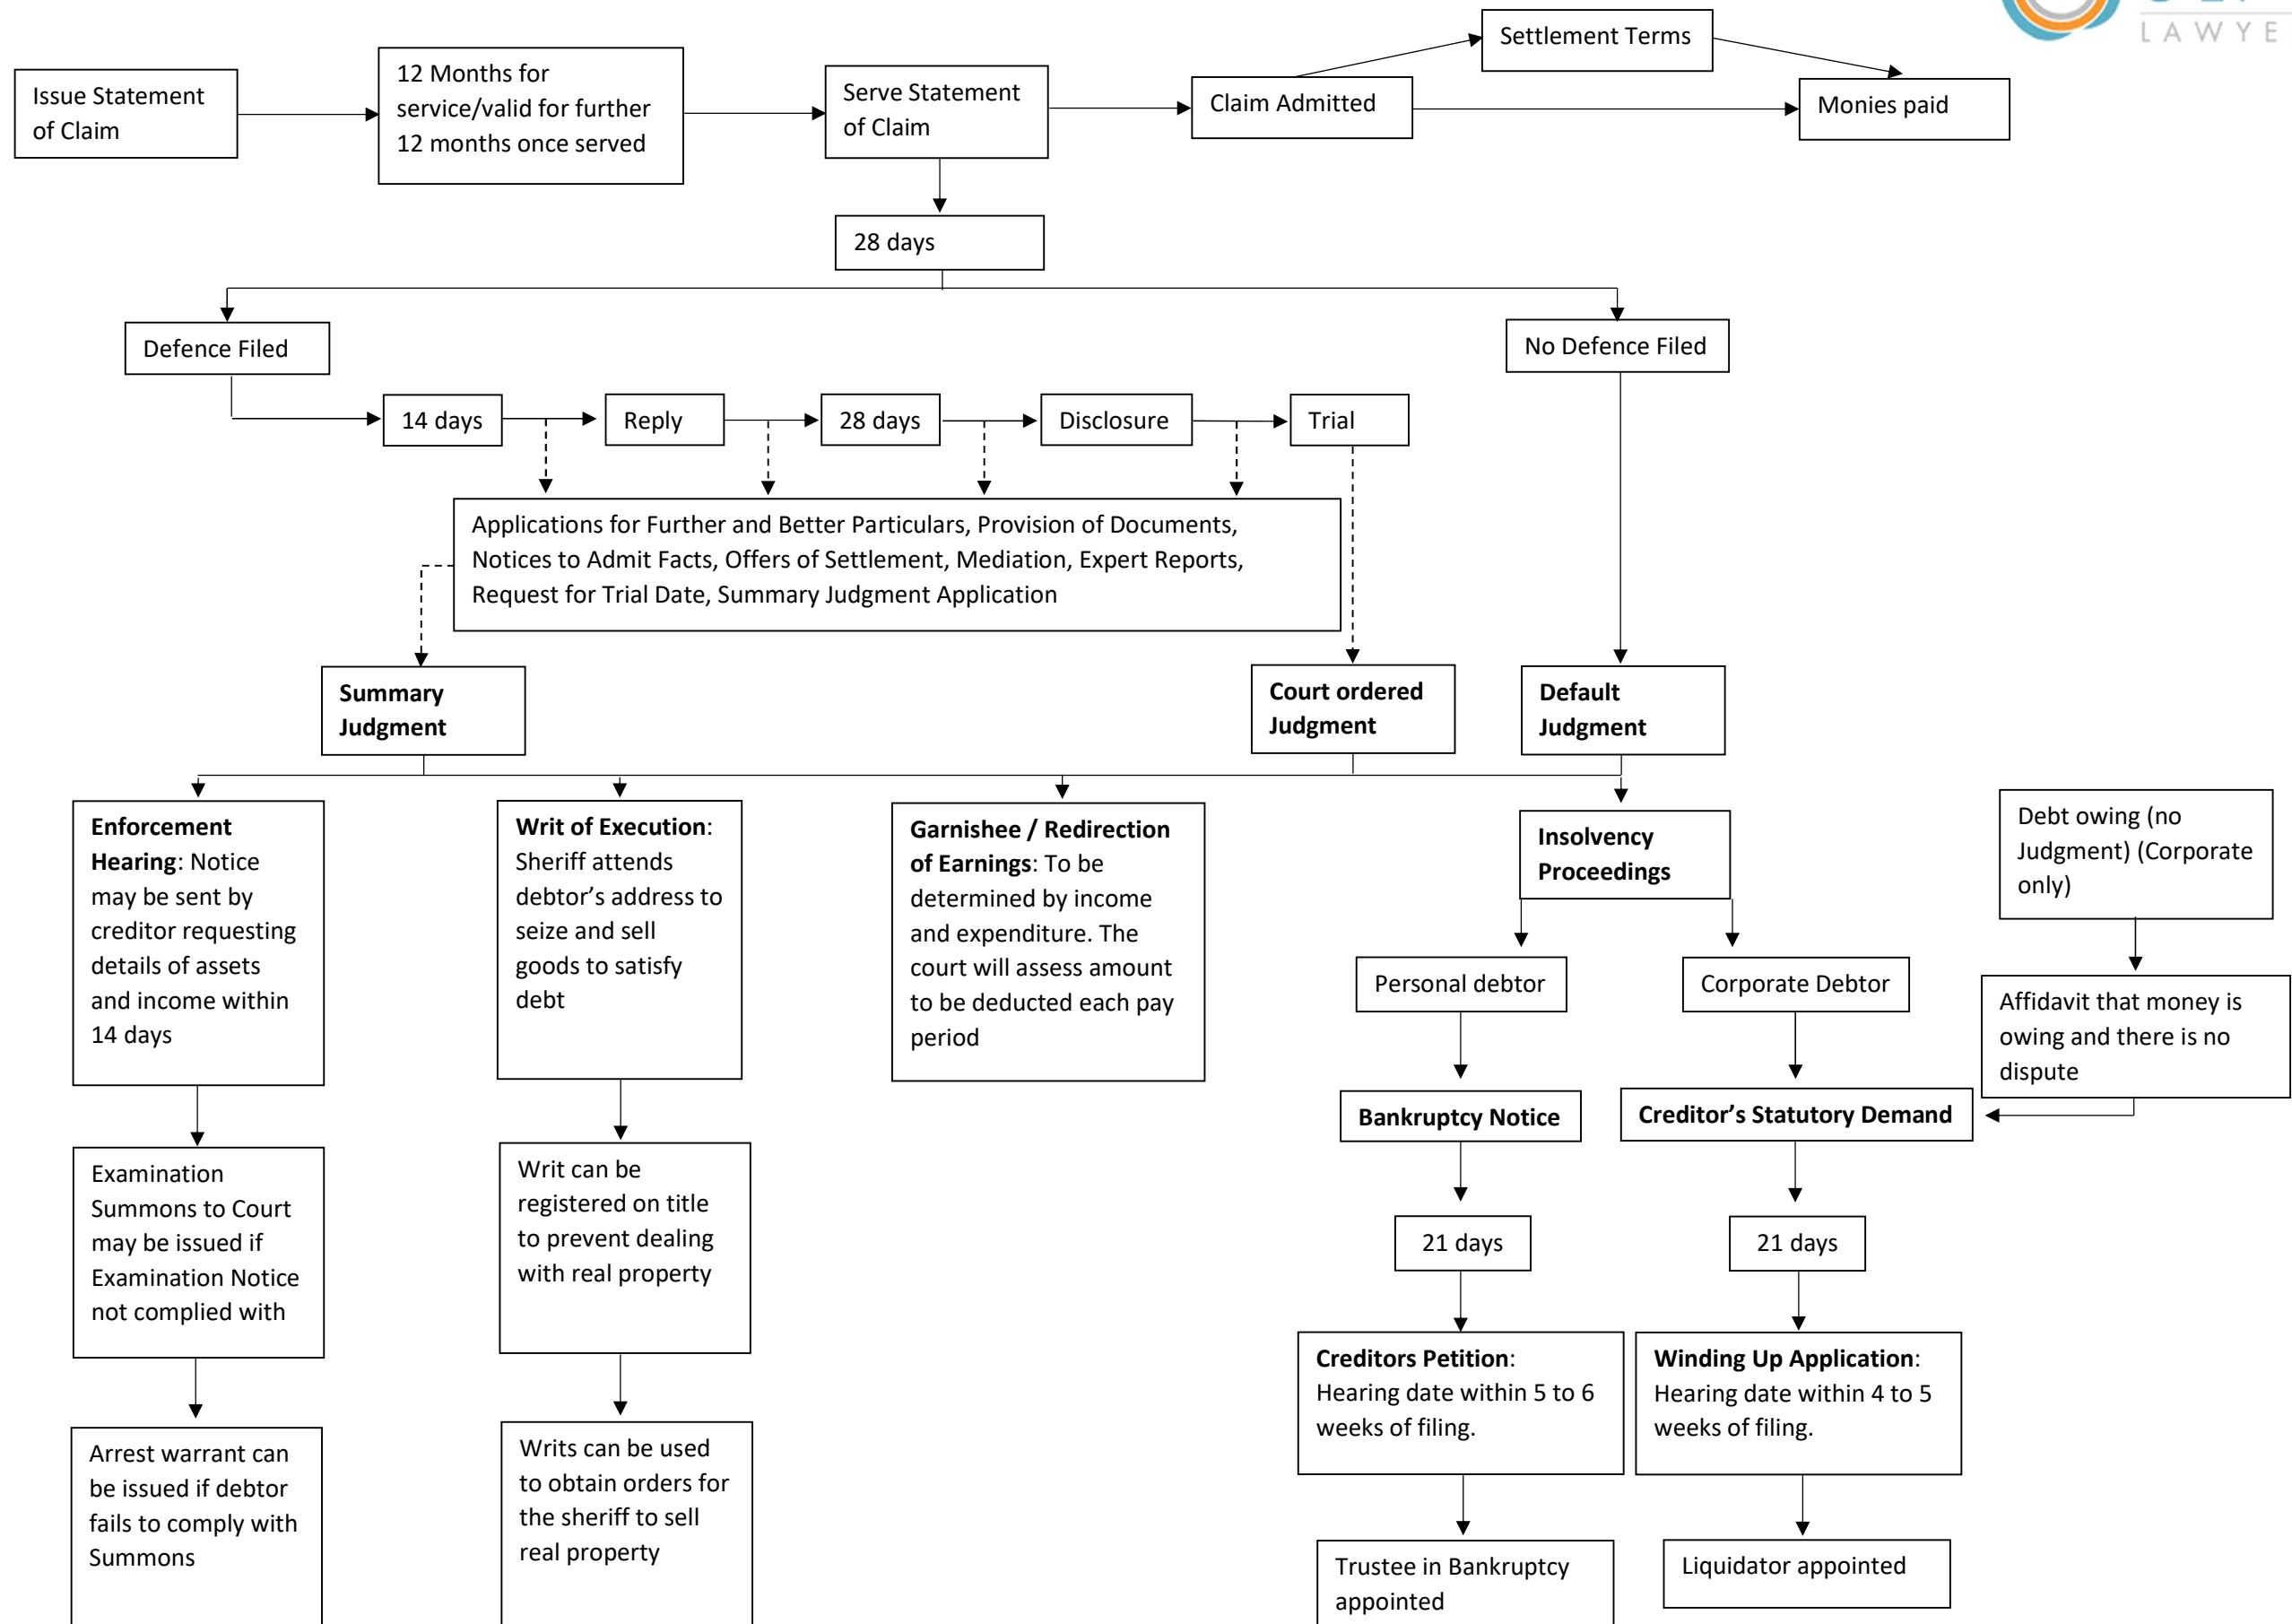 LAWYE
Settlement Terms
Issue Statement
of Claim
12 Months for
service/valid for further
12 months once served
Serve Statement
of Claim
Claim Admitted
Monies paid
28 days
Defence Filed
No Defence Filed
14 days
Reply
28 days
Disclosure
Trial
Applications for Further and Better Particulars, Provision of Documents,
Notices to Admit Facts, Offers of Settlement, Mediation, Expert Reports,
Request for Trial Date, Summary Judgment Application
Summary
Judgment
Court ordered
Judgment
Default
Judgment
Enforcement
Hearing: Notice
may be sent by
creditor requesting
details of assets
and income within
14 days
Writ of Execution:
Sheriff attends
debtor’s address to
seize and sell
goods to satisfy
debt
Garnishee / Redirection
of Earnings: To be
determined by income
and expenditure. The
court will assess amount
to be deducted each pay
period
Insolvency
Proceedings
Debt owing (no
Judgment) (Corporate
only)
Personal debtor
Corporate Debtor
Affidavit that money is
owing and there is no
dispute
Bankruptcy Notice
Creditor’s Statutory Demand
Examination
Summons to Court
may be issued if
Examination Notice
not complied with
Writ can be
registered on title
to prevent dealing
with real property
21 days
21 days
Creditors Petition:
Hearing date within 5 to 6
weeks of filing.
Winding Up Application:
Hearing date within 4 to 5
weeks of filing.
Arrest warrant can
be issued if debtor
fails to comply with
Summons
Writs can be used
to obtain orders for
the sheriff to sell
real property
Trustee in Bankruptcy
appointed
Liquidator appointed